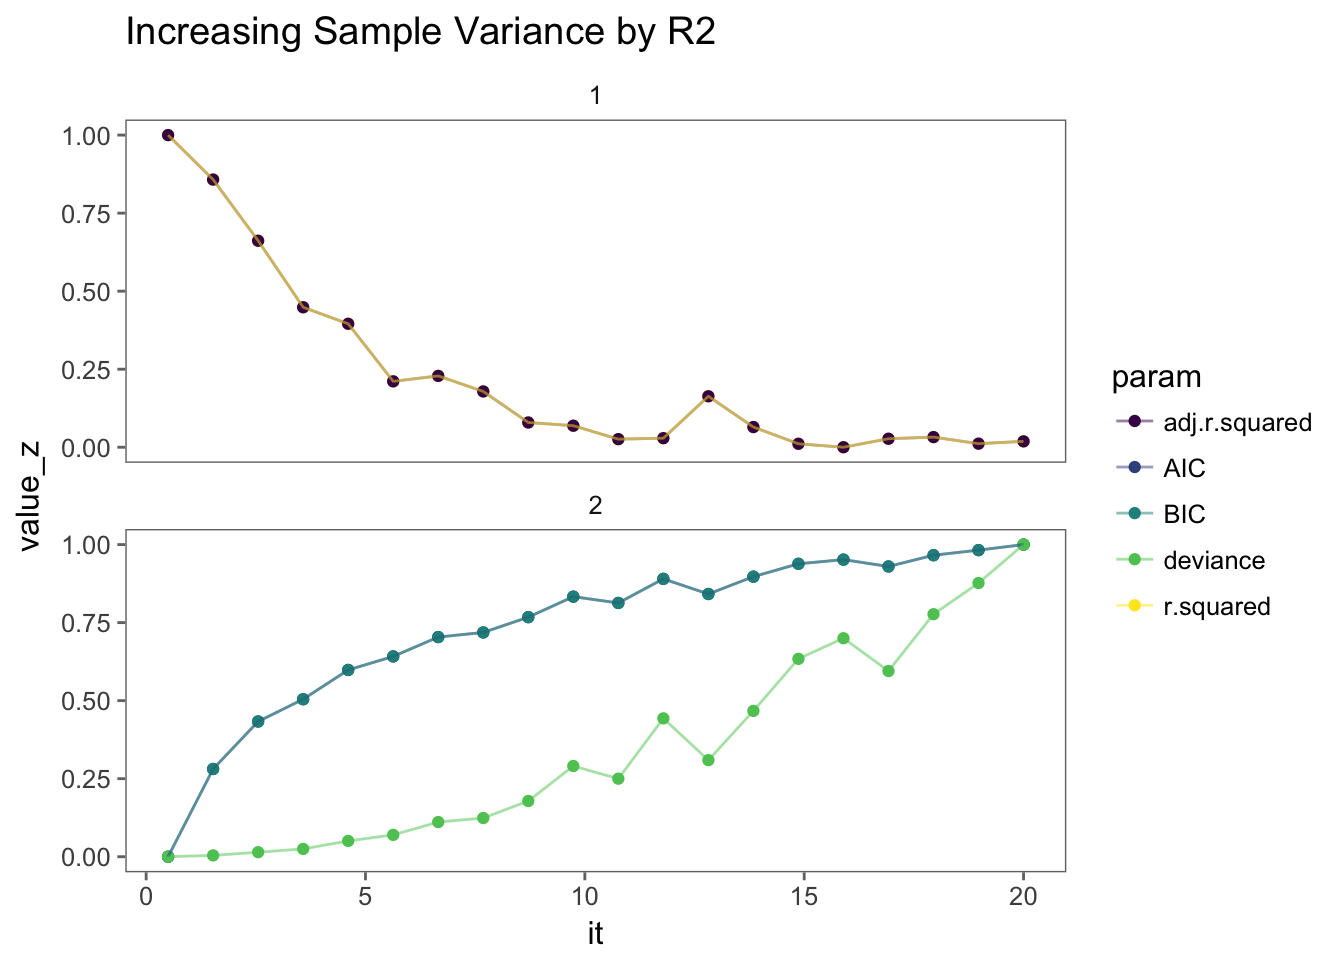 Increasing Sample Variance by R2
1
1.00
0.75
0.50
0.25
0.00
2
1.00
0.75
0.50
0.25
0.00
0 5 10 15 20
it
value_z
param
adj.r.squared
AIC
BIC
deviance
r.squared